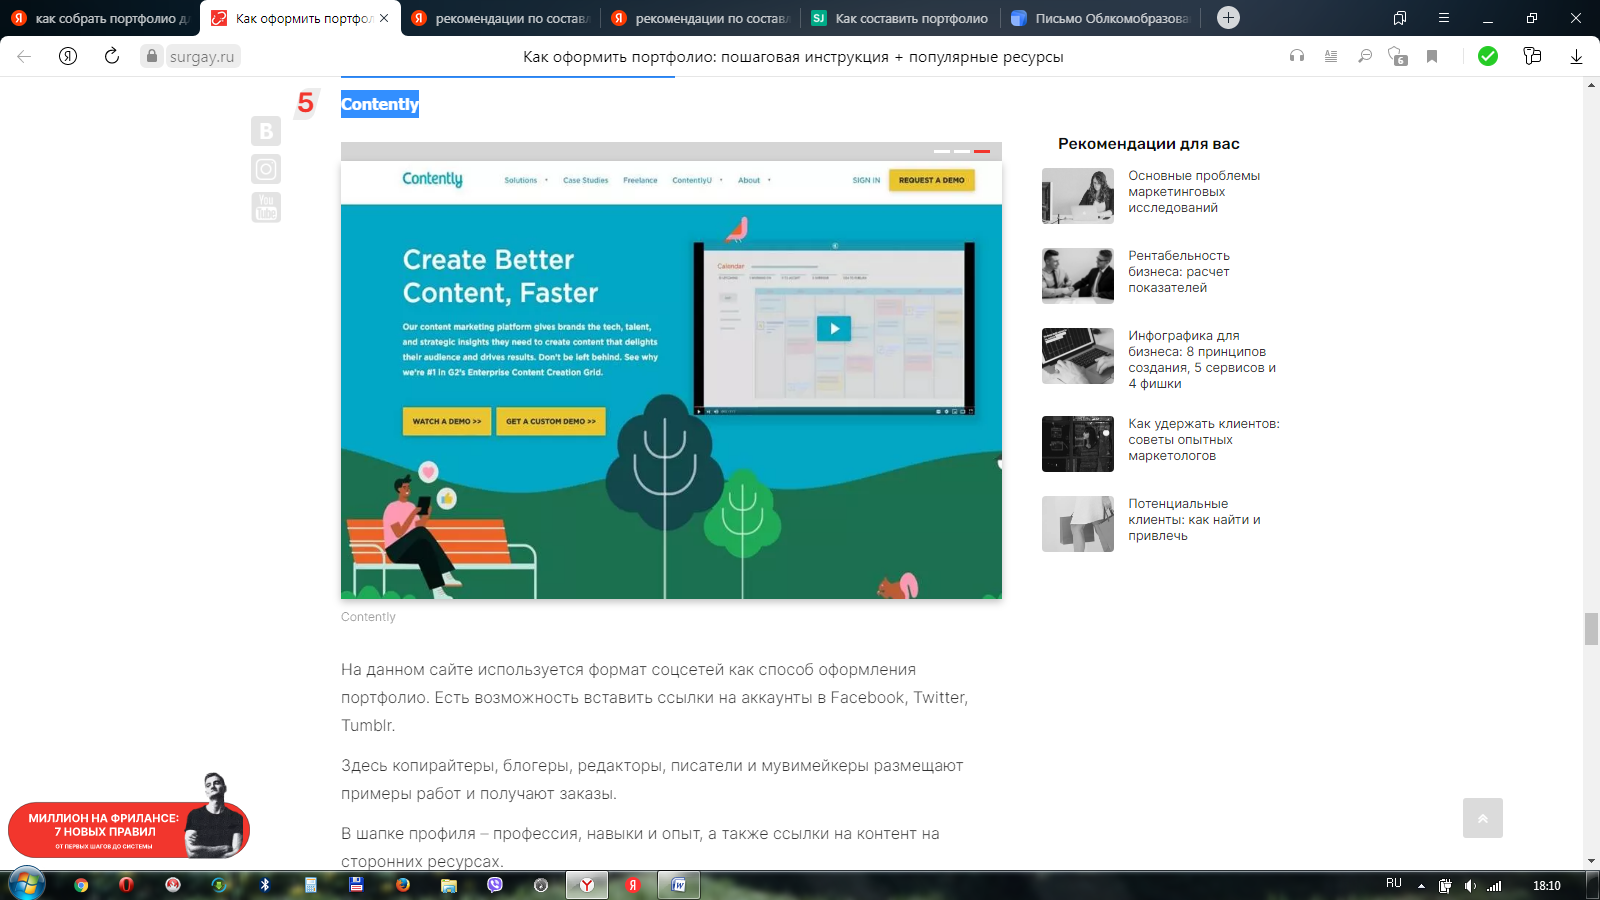 как собрать портфолио д
Как оформить портфол
рекомендации по составл
рекомендации по составл
SJ
Как составить портфолио
Письмо Облкомобразова
Я
surgay.ru
Как оформить портфолио: пошаговая инструкция + популярные ресурсы
6
5
Contently
B
You
Tube
Contently
Solutions
Case Studies
Freelance
ContentlyU
About
SIGN IN
REQUEST A DEMO
Create Better
Content, Faster
Our content marketing platform gives brands the tech, talent,
and strategic insights they need to create content that delights
their audience and drives results. Don't be left behind. See why
we're #1 in G2's Enterprise Content Creation Grid.
WATCH A DEMO >>
GET A CUSTOM DEMO >>
Calendar
Contently
На данном сайте используется формат соцсетей как способ оформления
портфолио. Есть возможность вставить ссылки на аккаунты в Facebook, Twitter,
Tumblr.
Здесь копирайтеры, блогеры, редакторы, писатели и мувимейкеры размещают
примеры работ и получают заказы.
В шапке профиля – профессия, навыки и опыт, а также ссылки на контент на
сторонних ресурсах.
Рекомендации для вас
Основные проблемы
маркетинговых
исследований
Рентабельность
бизнеса: расчет
показателей
Инфографика для
бизнеса: 8 принципов
создания, 5 сервисов и
4 фишки
Как удержать клиентов:
советы опытных
маркетологов
Потенциальные
клиенты: как найти и
привлечь
МИЛЛИОН НА ФРИЛАНСЕ:
7 НОВЫХ ПРАВИЛ
ОТ ПЕРВЫХ ШАГОВ ДО СИСТЕМЫ
RU
18:10